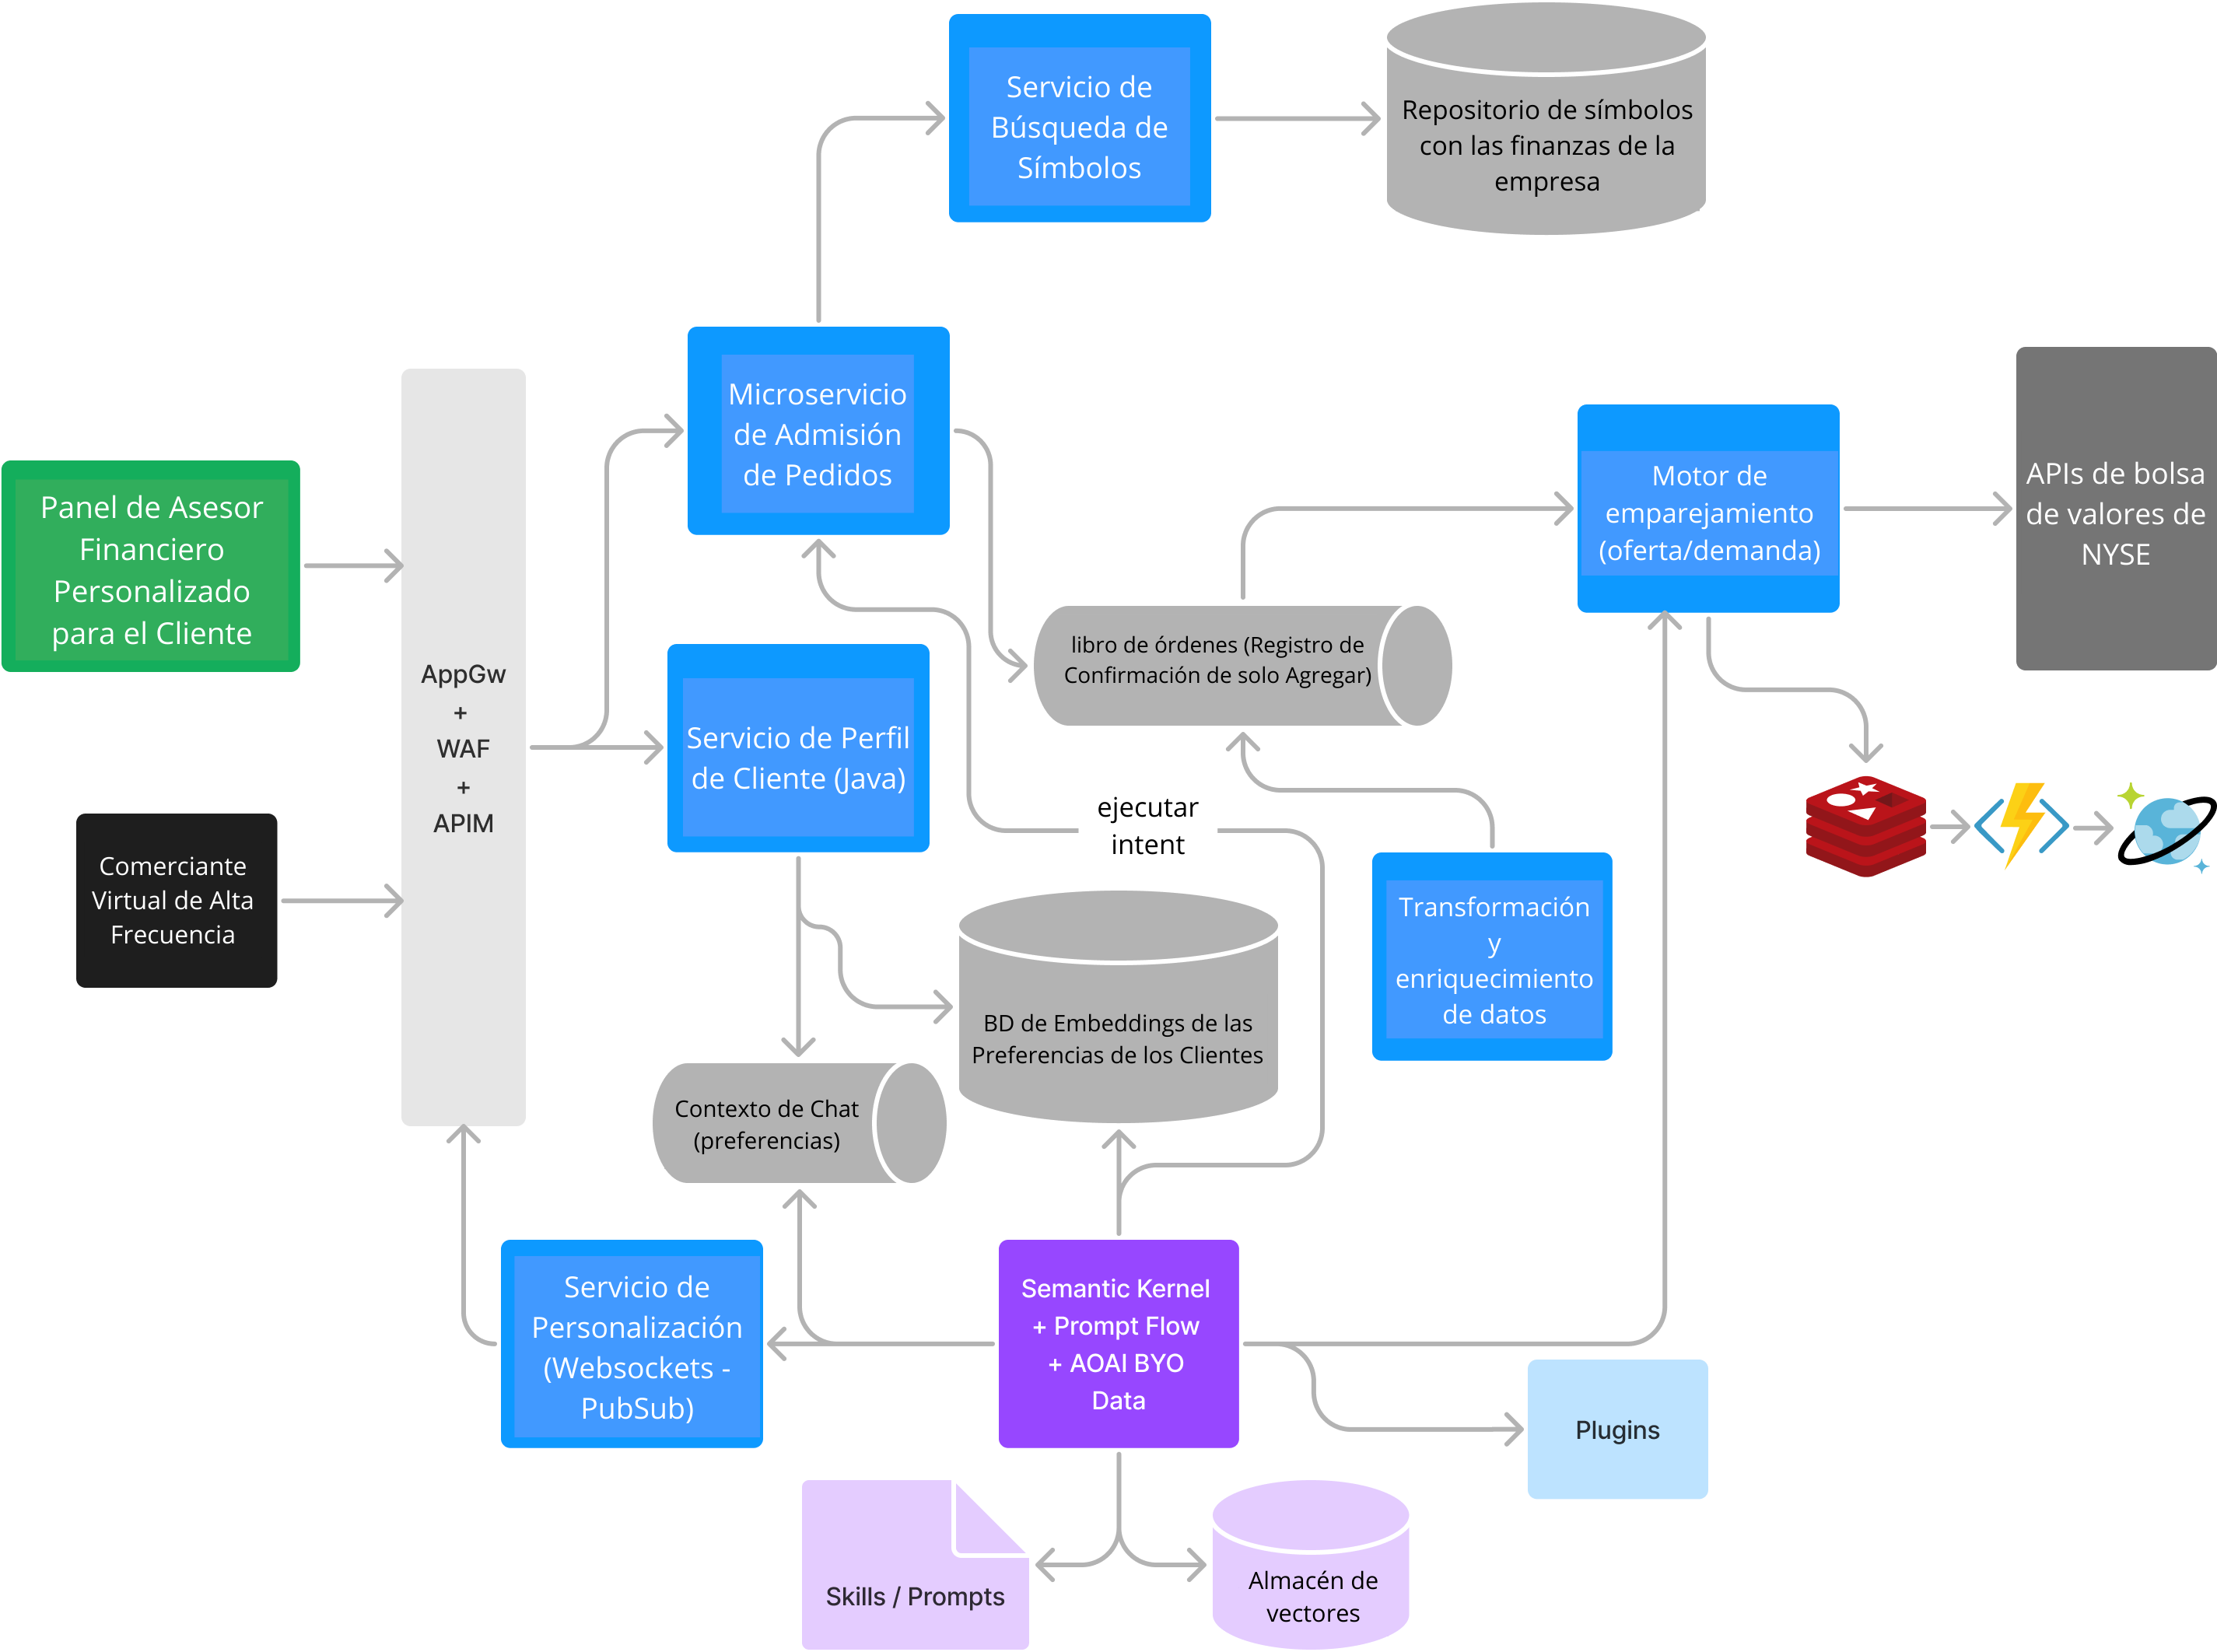 Servicio de
Búsqueda de
Símbolos
Repositorio de símbolos
con las finanzas de la
empresa
Microservicio
de Admisión
de Pedidos
Panel de Asesor
Financiero
Personalizado
para el Cliente
Motor de
emparejamiento
(oferta/demanda)
APIs de bolsa
de valores de
NYSE
AppGw
+
WAF
+
APIM
libro de órdenes (Registro de
Confirmación de solo Agregar)
Servicio de Perfil
de Cliente (Java)
ejecutar
intent
Comerciante
Virtual de Alta
Frecuencia
Transformación
y
enriquecimiento
de datos
BD de Embeddings de las
Preferencias de los Clientes
Contexto de Chat
(preferencias)
Servicio de
Personalización
(Websockets -
PubSub)
Semantic Kernel
+ Prompt Flow
+ AOAI BYO
Data
Plugins
Skills / Prompts
Almacén de
vectores